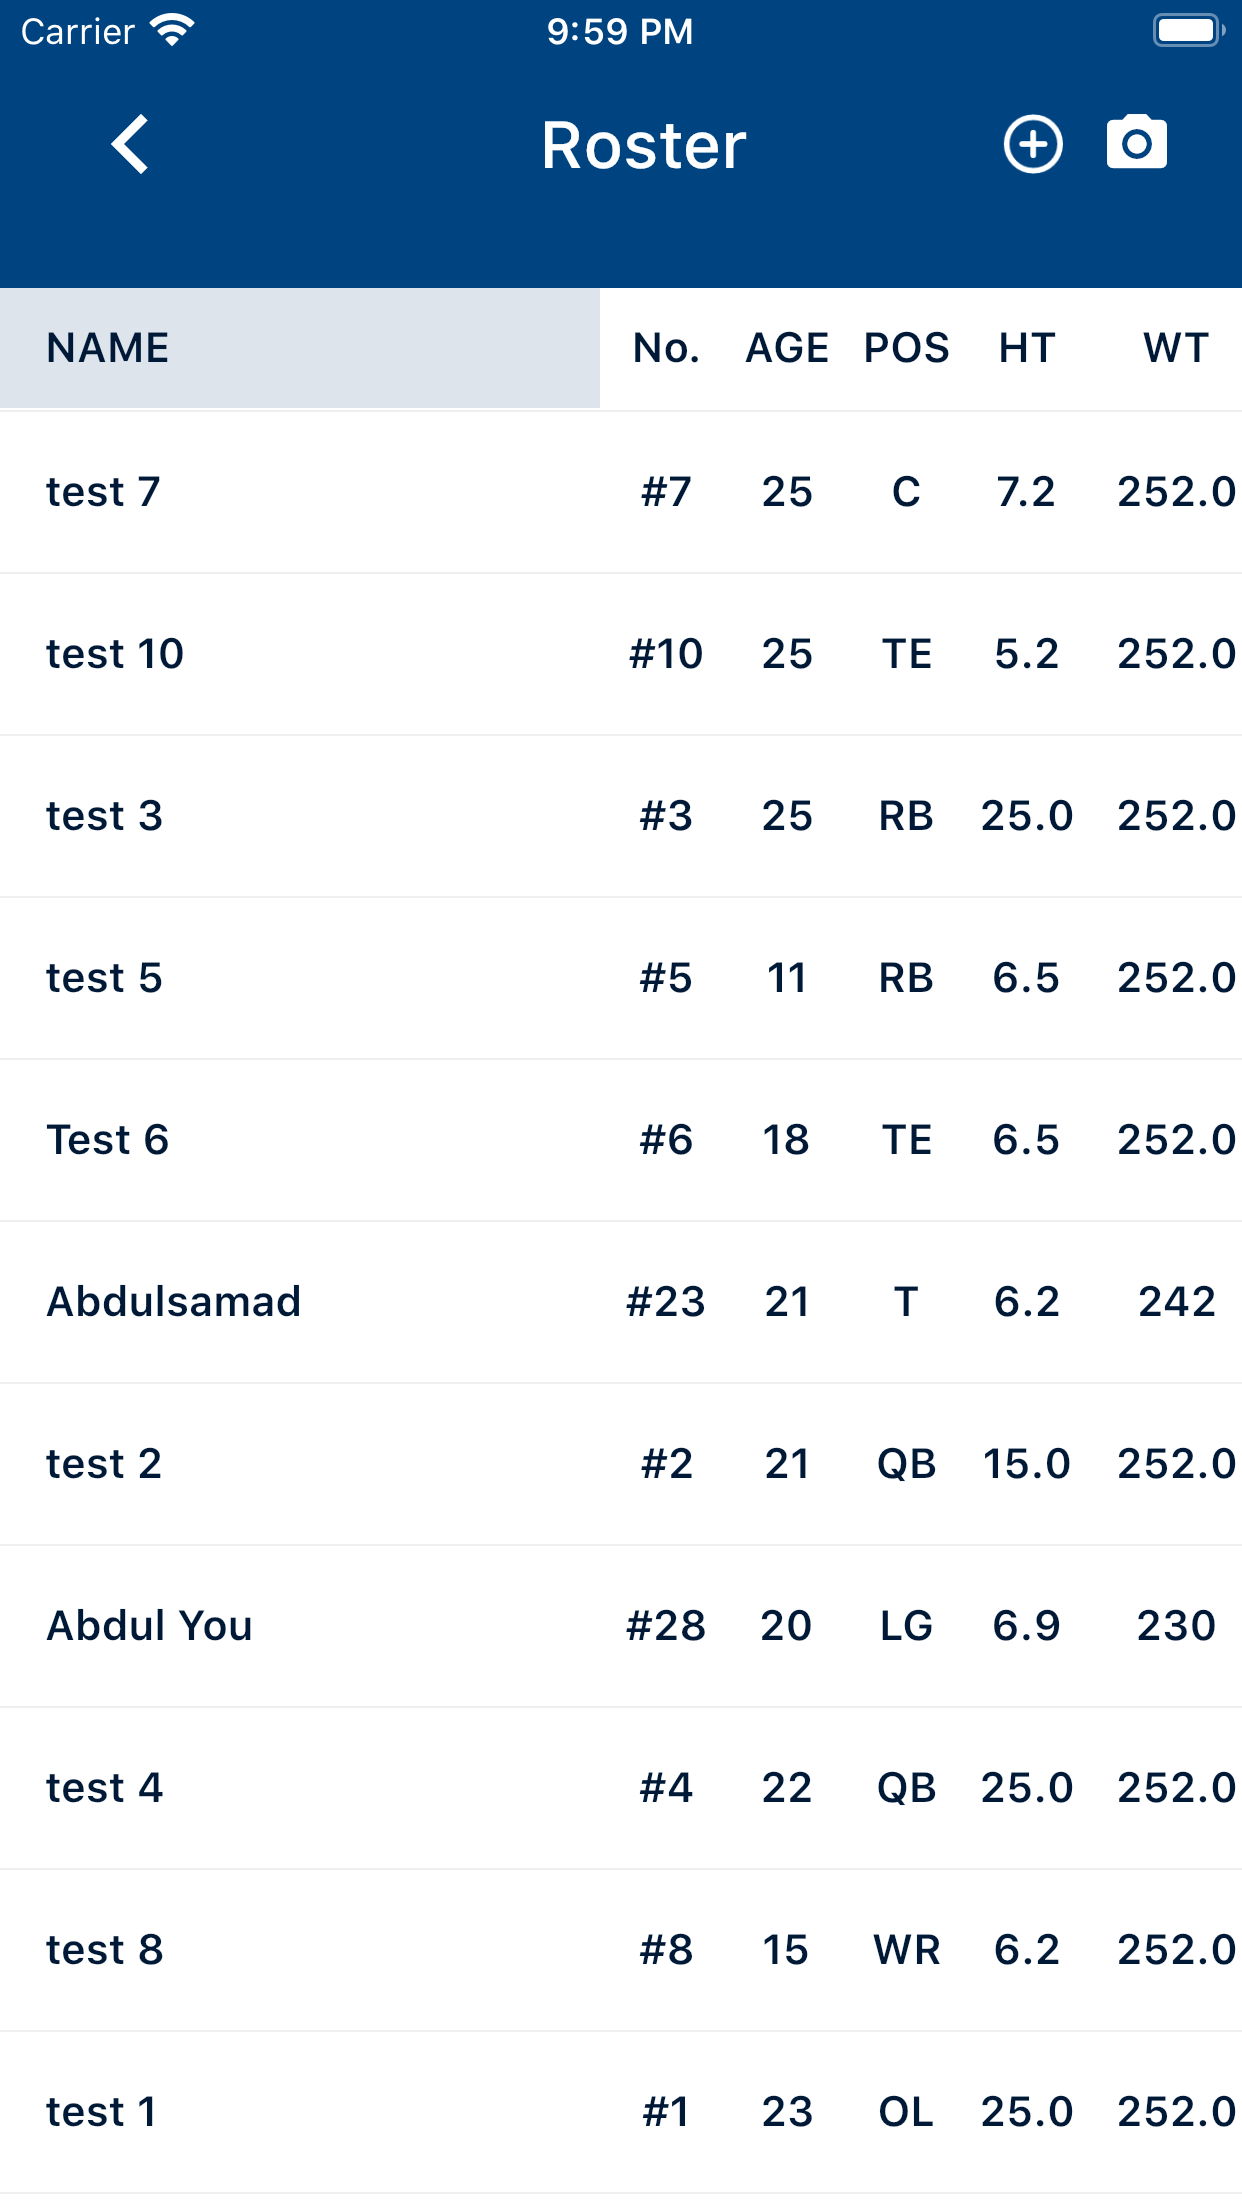 Carrier 9:59 PM
Roster
NAME No. AGE POS HT WT
test 7 #7 25 C 7.2 252.0
test 10 #10 25 TE 5.2 252.0
test 3 #3 25 RB 25.0 252.0
test 5 #5 11 RB 6.5 252.0
Test 6 #6 18 TE 6.5 252.0
Abdulsamad #23 21 T 6.2 242
test 2 #2 21 QB 15.0 252.0
Abdul You #28 20 LG 6.9 230
test 4 #4 22 QB 25.0 252.0
test 8 #8 15 WR 6.2 252.0
test 1 #1 23 OL 25.0 252.0